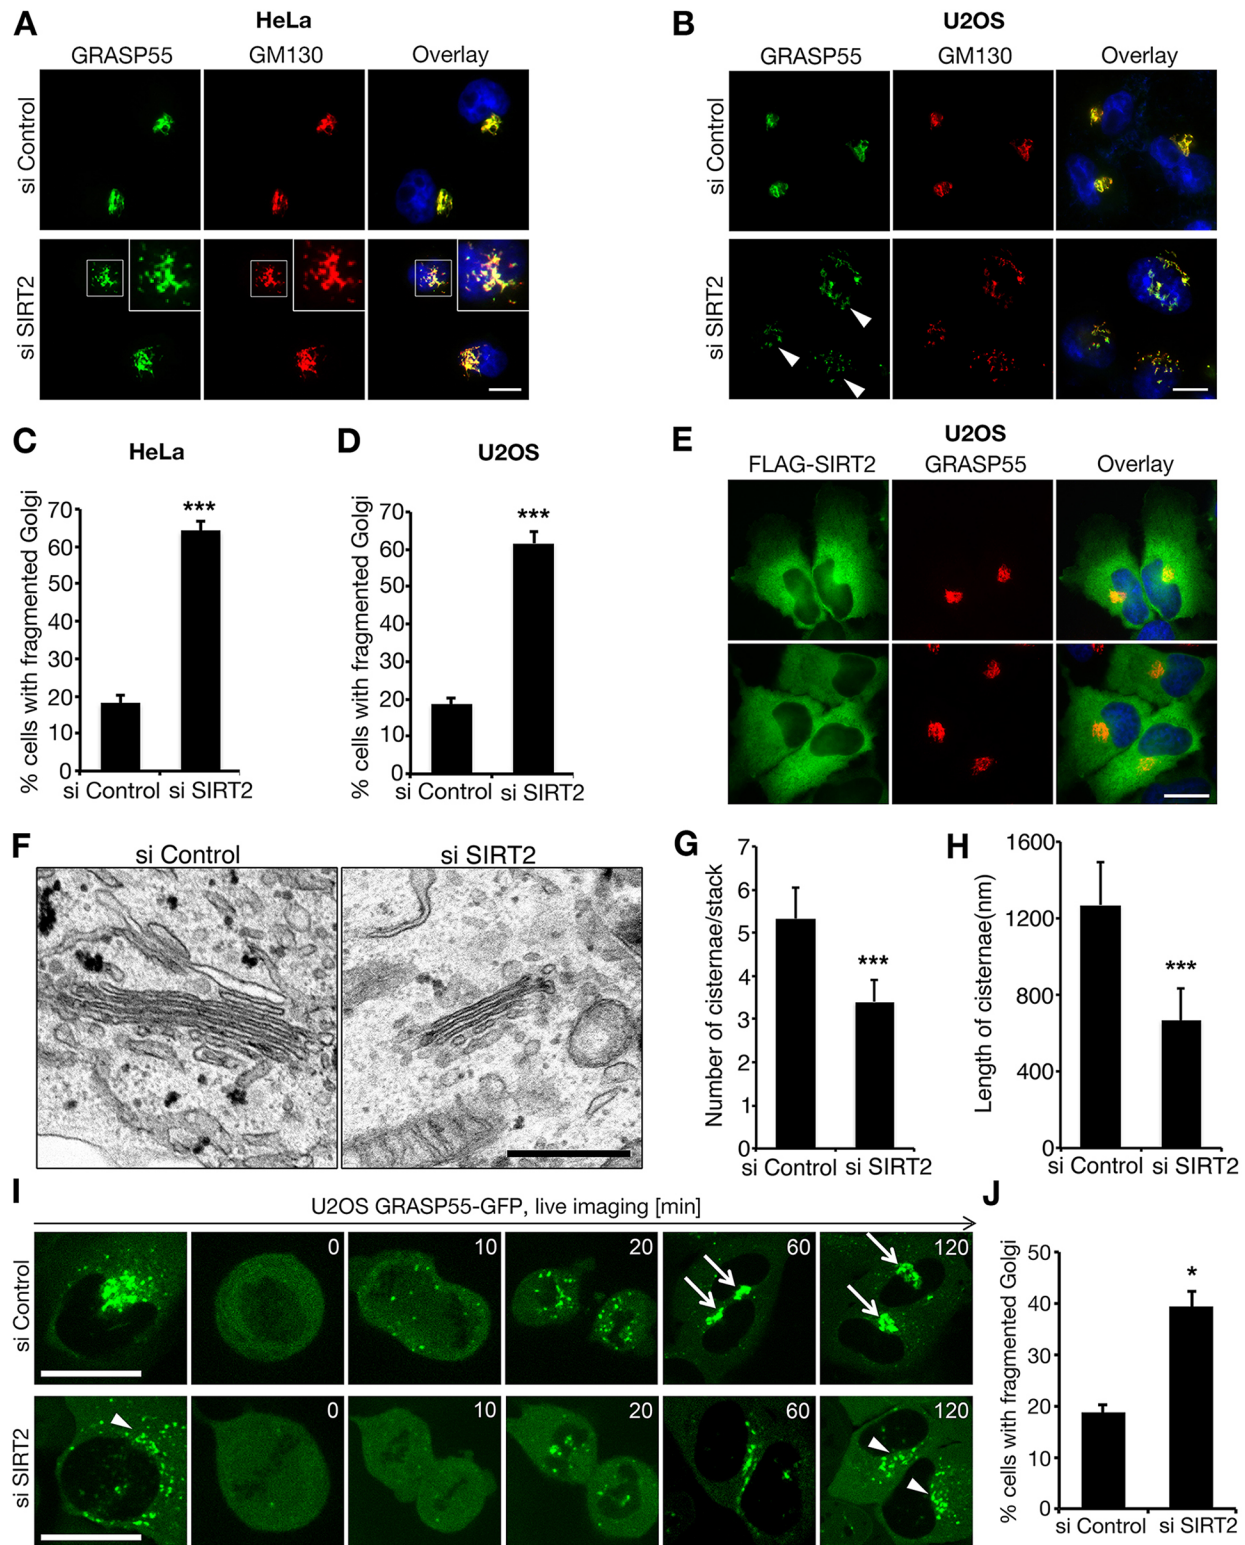 A
HeLa
GRASP55
GM130
Overlay
si Control
si SIRT2
B
U2OS
GRASP55
GM130
Overlay
si Control
si SIRT2
C
HeLa
% cells with fragmented Golgi
70
60
50
40
30
20
10
0
***
si Control
si SIRT2
D
U2OS
% cells with fragmented Golgi
70
60
50
40
30
20
10
0
***
si Control
si SIRT2
E
U2OS
FLAG-SIRT2
GRASP55
Overlay
F
si Control
si SIRT2
G
Number of cisternae/stack
7
6
5
4
3
2
1
0
***
si Control
si SIRT2
H
Length of cisternae(nm)
1600
1200
800
400
0
***
si Control
si SIRT2
I
U2OS GRASP55-GFP, live imaging [min]
si Control
0
10
20
60
120
si SIRT2
0
10
20
60
120
J
% cells with fragmented Golgi
50
40
30
20
10
0
*
si Control
si SIRT2